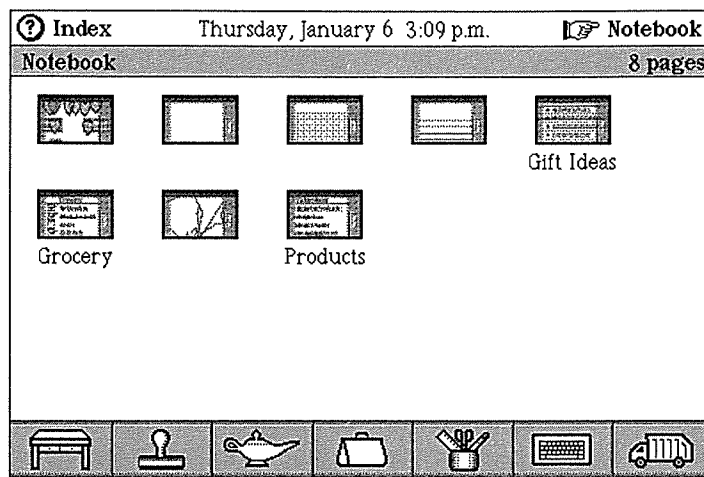 Index Thursday, January 6 3:09 p.m. Notebook
Notebook 8 pages
Gift Ideas
Grocery Products